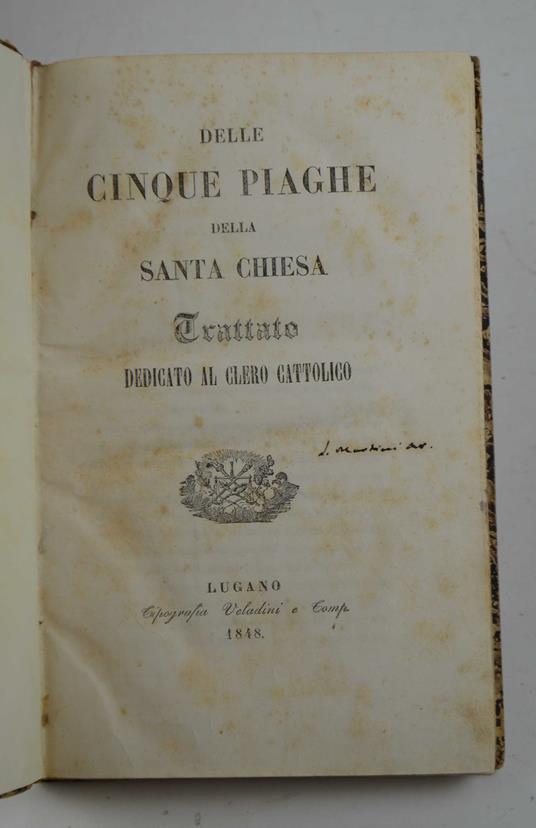 DELLE
CINQUE PIAGHE
DELLA
SANTA CHIESA
Trattato
DEDICATO AL CLERO CATTOLICO
LUGANO
Tipografia Veladini e Comp.
1848.